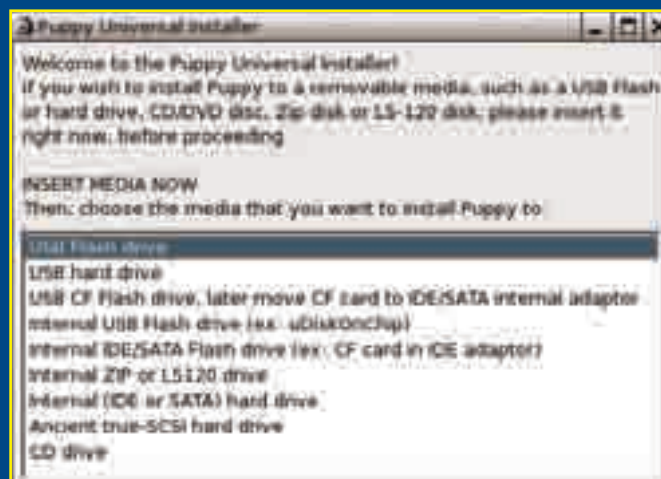 Puppy Universal Installer
Welcome to the Puppy Universal Installer!
If you wish to install Puppy to a removable media, such as a USB Flash
or hard drive, CD/DVD disc, Zip disk or LS-120 disk, please insert it
right now, before proceeding
INSERT MEDIA NOW
Then, choose the media that you want to install Puppy to
USB Flash drive
USB hard drive
USB CF Flash drive, later move CF card to IDE/SATA internal adaptor
Internal USB Flash drive (ex: uDiskOnChip)
Internal IDE/SATA Flash drive (ex: CF card in IDE adaptor)
Internal ZIP or LS120 drive
Internal (IDE or SATA) hard drive
Ancient true-SCSI hard drive
CD drive